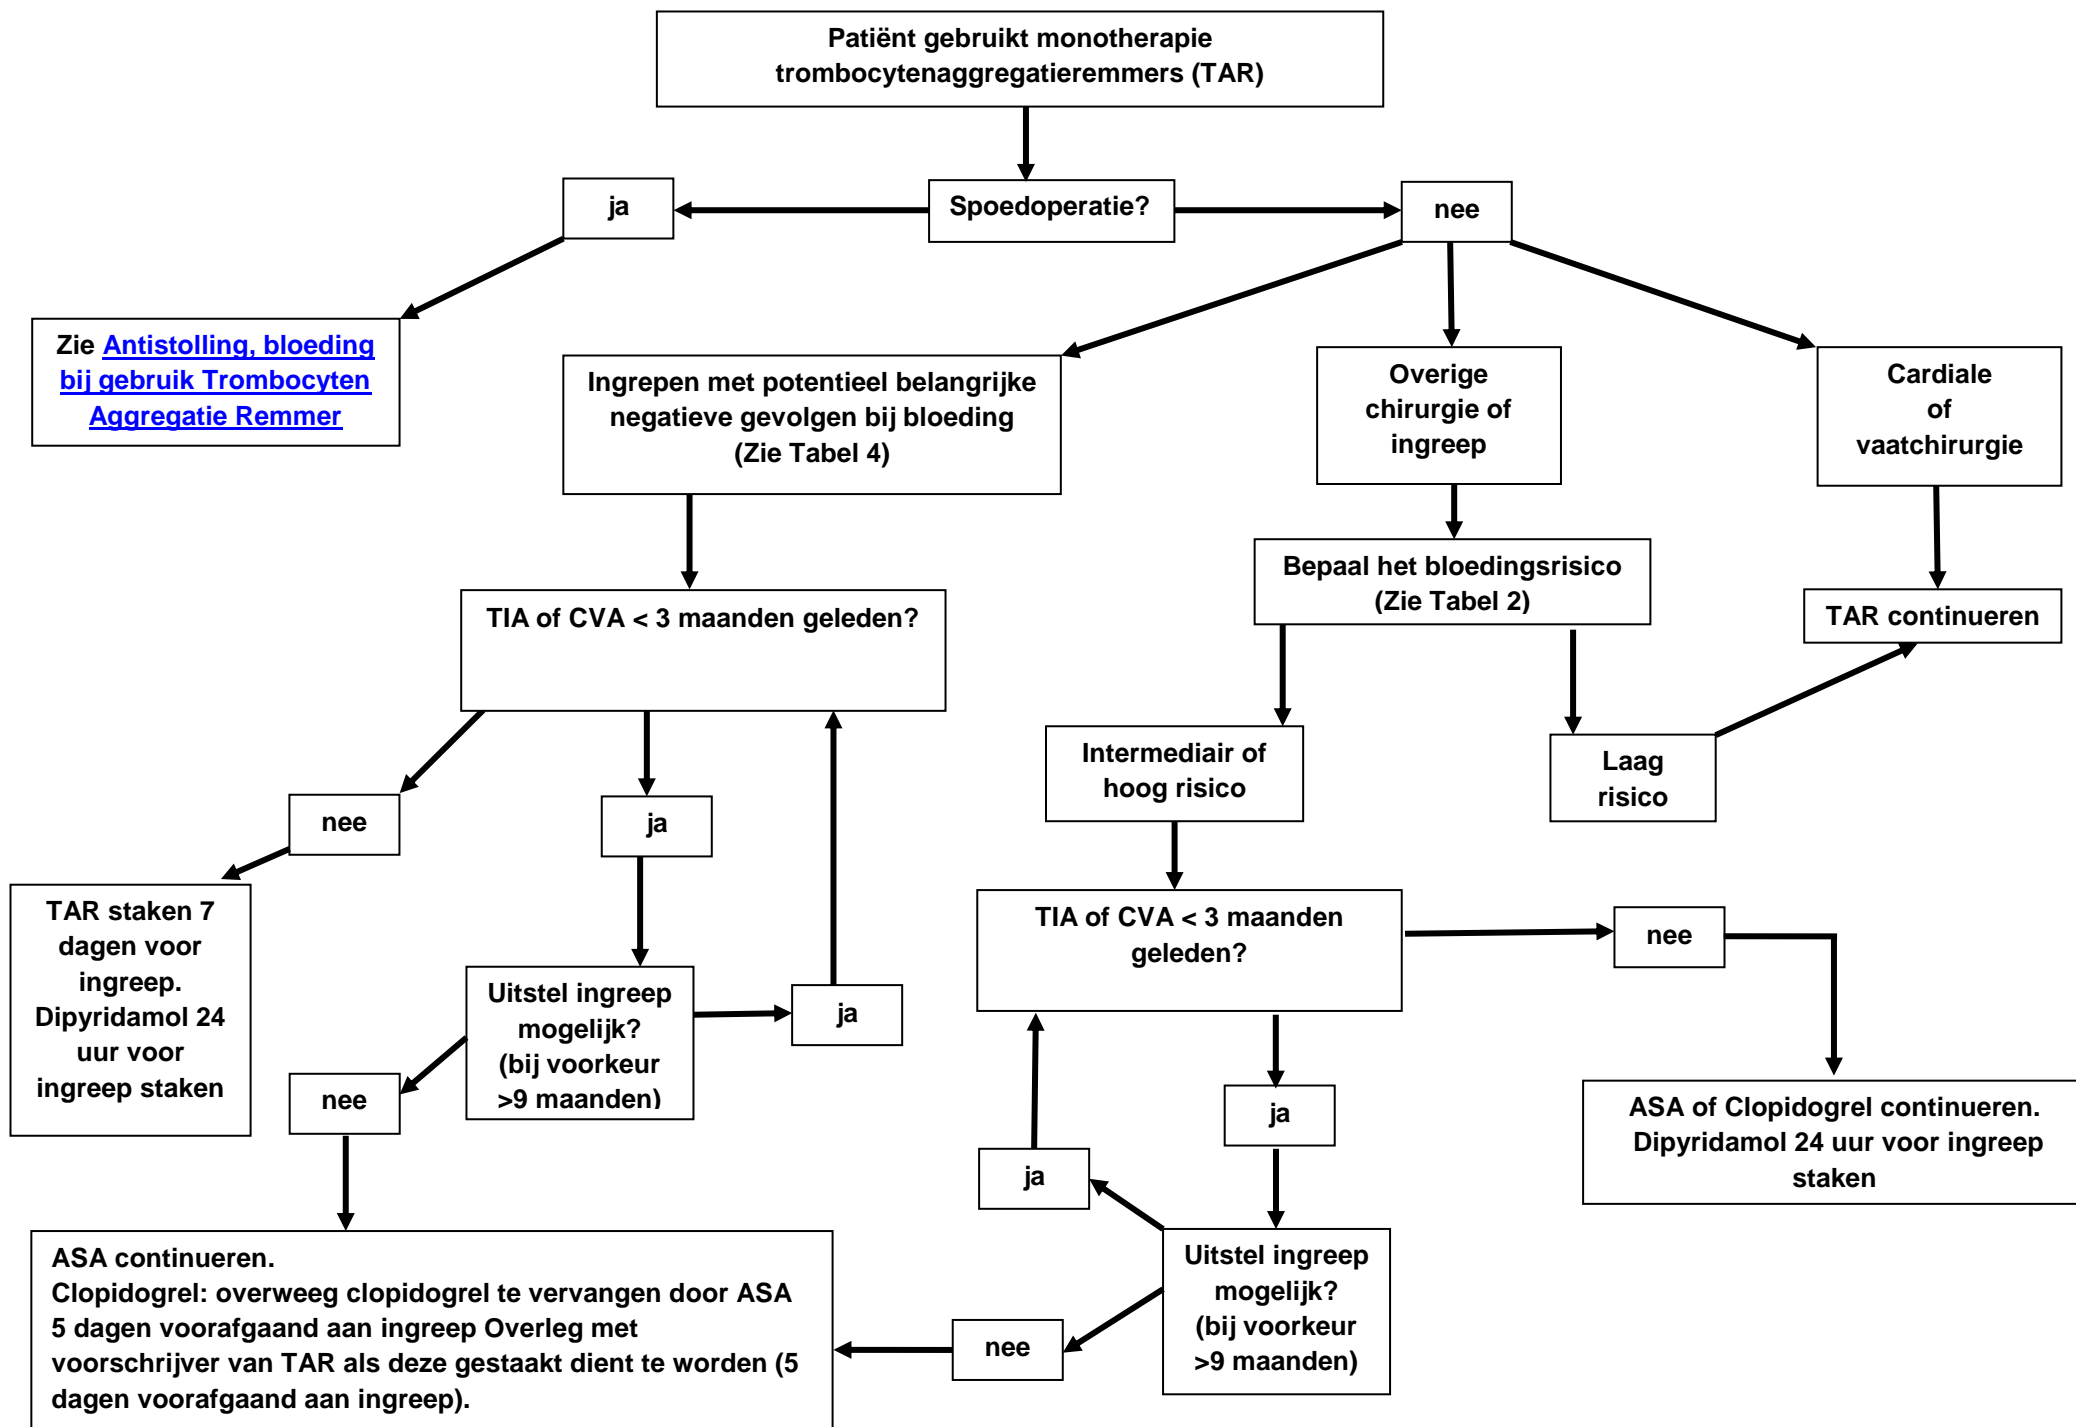 Patiënt gebruikt monotherapie
trombocytenaggregatieremmers (TAR)
ja
Spoedoperatie?
nee
Zie Antistolling, bloeding
bij gebruik Trombocyten
Aggregatie Remmer
Ingrepen met potentieel belangrijke
negatieve gevolgen bij bloeding
(Zie Tabel 4)
Overige
chirurgie of
ingreep
Cardiale
of
vaatchirurgie
Bepaal het bloedingsrisico
(Zie Tabel 2)
TIA of CVA < 3 maanden geleden?
TAR continueren
Intermediair of
hoog risico
Laag
risico
nee
ja
TAR staken 7
dagen voor
ingreep.
Dipyridamol 24
uur voor
ingreep staken
TIA of CVA < 3 maanden
geleden?
nee
Uitstel ingreep
mogelijk?
(bij voorkeur
>9 maanden)
ja
nee
ja
ASA of Clopidogrel continueren.
Dipyridamol 24 uur voor ingreep
staken
ja
ASA continueren.
Clopidogrel: overweeg clopidogrel te vervangen door ASA
5 dagen voorafgaand aan ingreep Overleg met
voorschrijver van TAR als deze gestaakt dient te worden (5
dagen voorafgaand aan ingreep).
nee
Uitstel ingreep
mogelijk?
(bij voorkeur
>9 maanden)